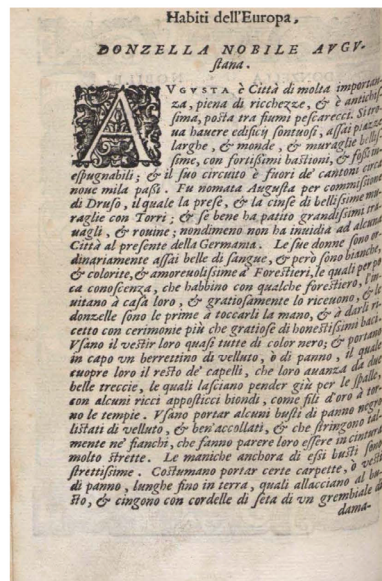 Habiti dell'Europa,
DONZELLA NOBILE AVGV-
stana.
AVGVSTA è Città di molta importan-
za, piena di ricchezze, & è antichis-
sima, posta tra fiumi pescarecci. Si tro
ua hauere edificij sontuosi, assai piazze
larghe, & monde, & muraglie bellis
sime, con fortissimi bastioni, & fossi in
espugnabili; & il suo circuito è fuori de' cantoni circa
noue mila passi. Fu nomata Augusta per commissione
di Druso, il quale la prese, & la cinse di bellissime mu-
raglie con Torri; & se bene ha patito grandissimi tra
uagli, & rouine; nondimeno non ha inuidia ad alcuna
Città al presente della Germania. Le sue donne sono or
dinariamente assai belle di sangue, & però sono bianche,
& colorite, & amoreuolissime a' Forestieri, le quali per po
ca conoscenza, che habbino con qualche forestiero, l'in
uitano à casa loro, & gratiosamente lo riceuono, & le
donzelle sono le prime à toccarli la mano, & à darli ri
cetto con cerimonie più che gratiose di honestissimi baci.
Vsano il vestir loro quasi tutte di color nero; & portano
in capo vn berrettino di velluto, ò di panno, il quale
cuopre loro il resto de' capelli, che loro auanza da due
belle treccie, le quali lasciano pender giù per le spalle,
con alcuni ricci appostìcci biondi, come fili d'oro à tor
no le tempie. Vsano portar alcuni busti di panno negro
listati di velluto, & ben'accollati, & che stringono tal
mente ne' fianchi, che fanno parere loro essere in cintura
molto strette. Le maniche anchora di essi busti sono
strettissime. Costumano portar certe carpette, ò vesti
di panno, lunghe fino in terra, quali allacciano al bu
sto, & cingono con cordelle di seta di vn grembiale di
dama-